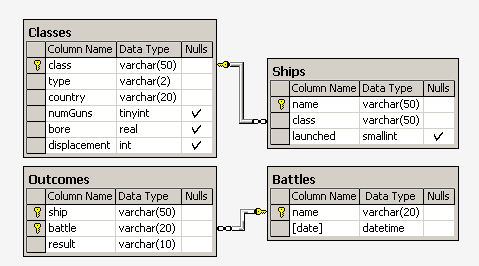 Classes
Column Name Data Type Nulls
class varchar(50)
type varchar(2)
country varchar(20)
numGuns tinyint ✓
bore real ✓
displacement int ✓
Ships
Column Name Data Type Nulls
name varchar(50)
class varchar(50)
launched smallint ✓
Outcomes
Column Name Data Type Nulls
ship varchar(50)
battle varchar(20)
result varchar(10)
Battles
Column Name Data Type Nulls
name varchar(20)
[date] datetime